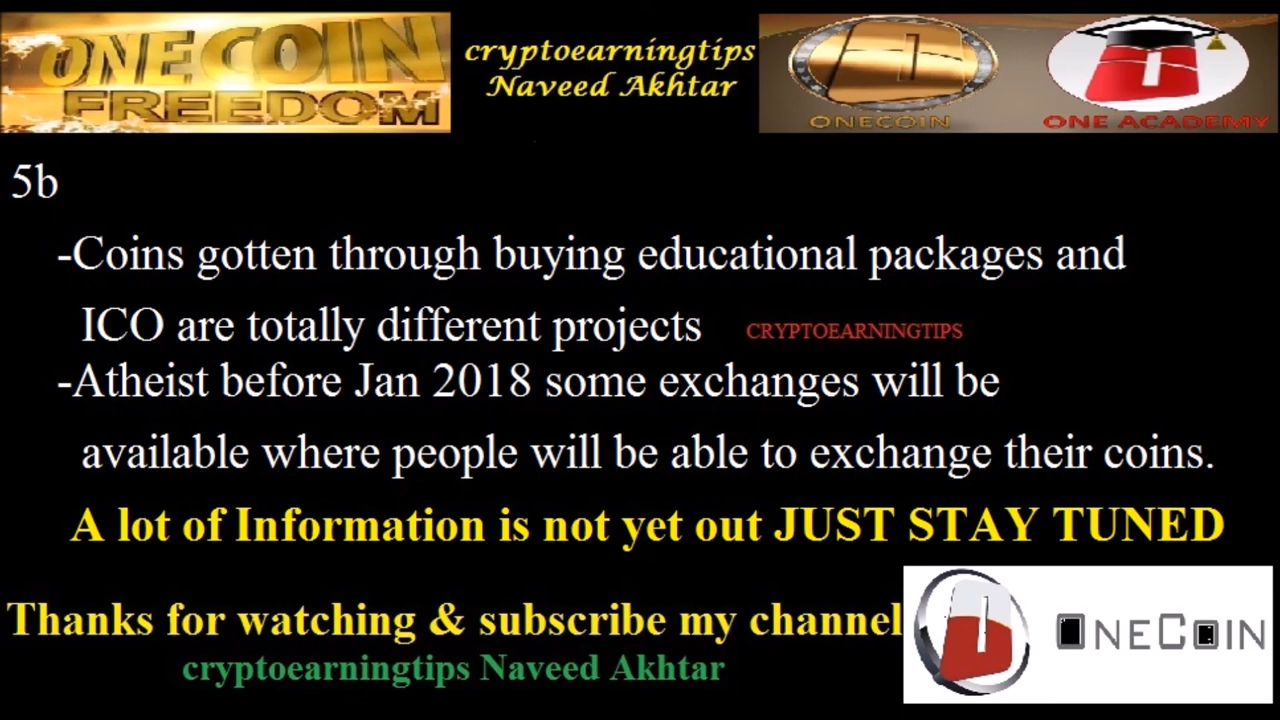 ONECOIN
FREEDOM
cryptoearningtips
Naveed Akhtar
ONECOIN
ONE ACADEMY
5b
-Coins gotten through buying educational packages and
ICO are totally different projects
CRYPTOEARNINGTIPS
-Atheist before Jan 2018 some exchanges will be
available where people will be able to exchange their coins.
A lot of Information is not yet out JUST STAY TUNED
Thanks for watching & subscribe my channel
cryptoearningtips Naveed Akhtar
ONECOIN